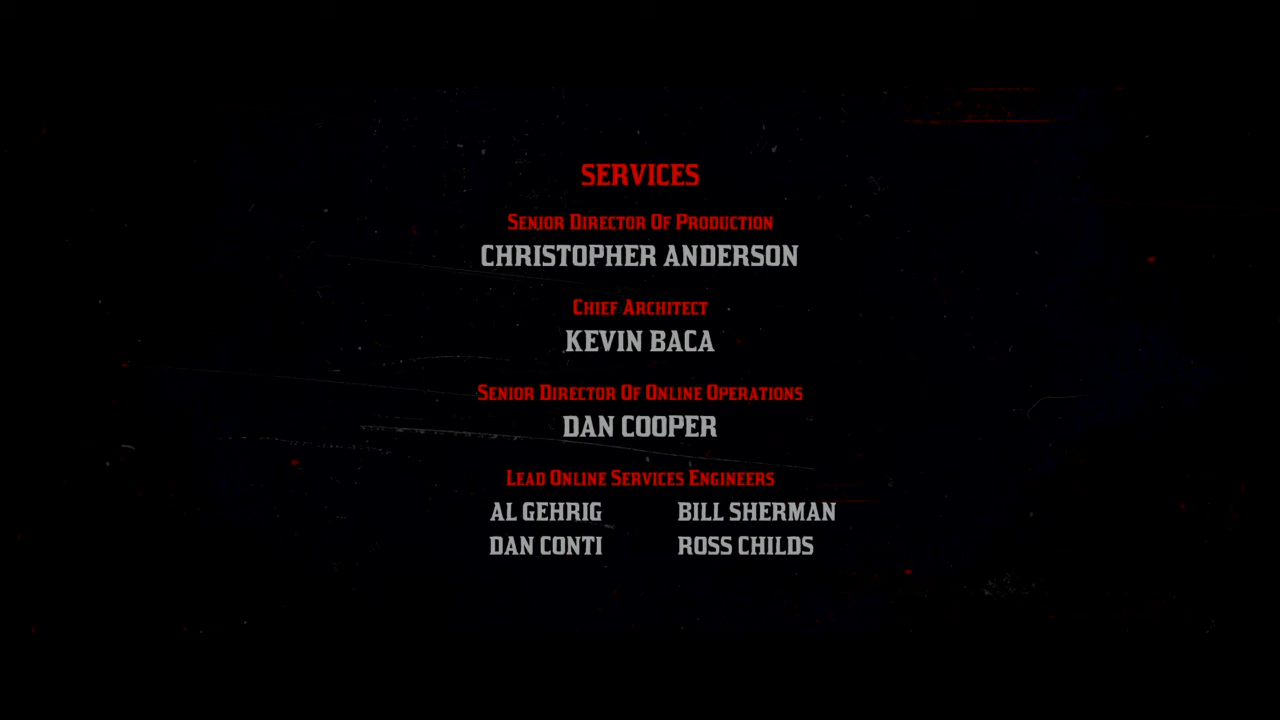 SERVICES
Senior Director Of Production
CHRISTOPHER ANDERSON
Chief Architect
KEVIN BACA
Senior Director Of Online Operations
DAN COOPER
Lead Online Services Engineers
AL GEHRIG BILL SHERMAN
DAN CONTI ROSS CHILDS